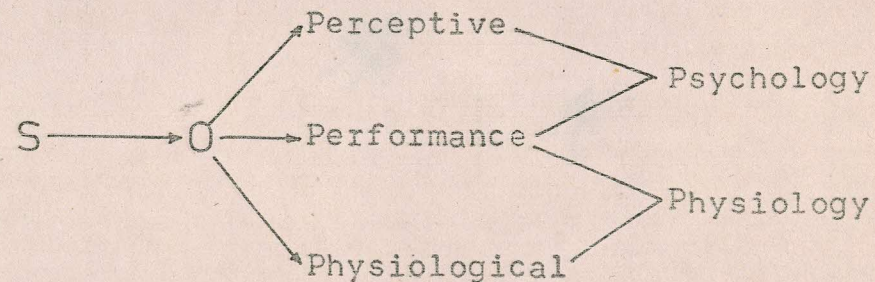 Perceptive
Psychology
S O Performance
Physiology
Physiological